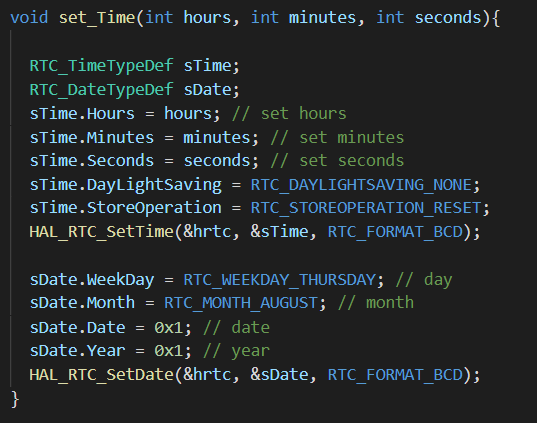 void set_Time(int hours, int minutes, int seconds){
RTC_TimeTypeDef sTime;
RTC_DateTypeDef sDate;
sTime.Hours = hours; // set hours
sTime.Minutes = minutes; // set minutes
sTime.Seconds = seconds; // set seconds
sTime.DayLightSaving = RTC_DAYLIGHTSAVING_NONE;
sTime.StoreOperation = RTC_STOREOPERATION_RESET;
HAL_RTC_SetTime(&hrtc, &sTime, RTC_FORMAT_BCD);
sDate.WeekDay = RTC_WEEKDAY_THURSDAY; // day
sDate.Month = RTC_MONTH_AUGUST; // month
sDate.Date = 0x1; // date
sDate.Year = 0x1; // year
HAL_RTC_SetDate(&hrtc, &sDate, RTC_FORMAT_BCD);
}